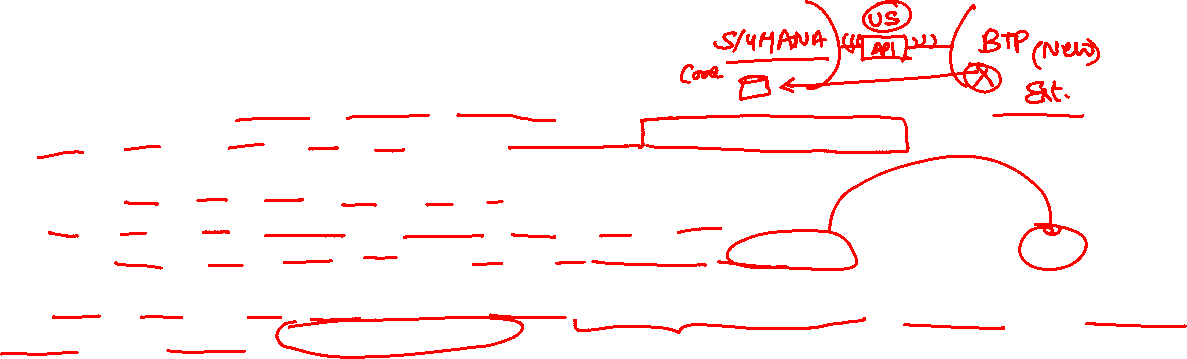 US
S/4HANA API BTP (New)
Core Ext.